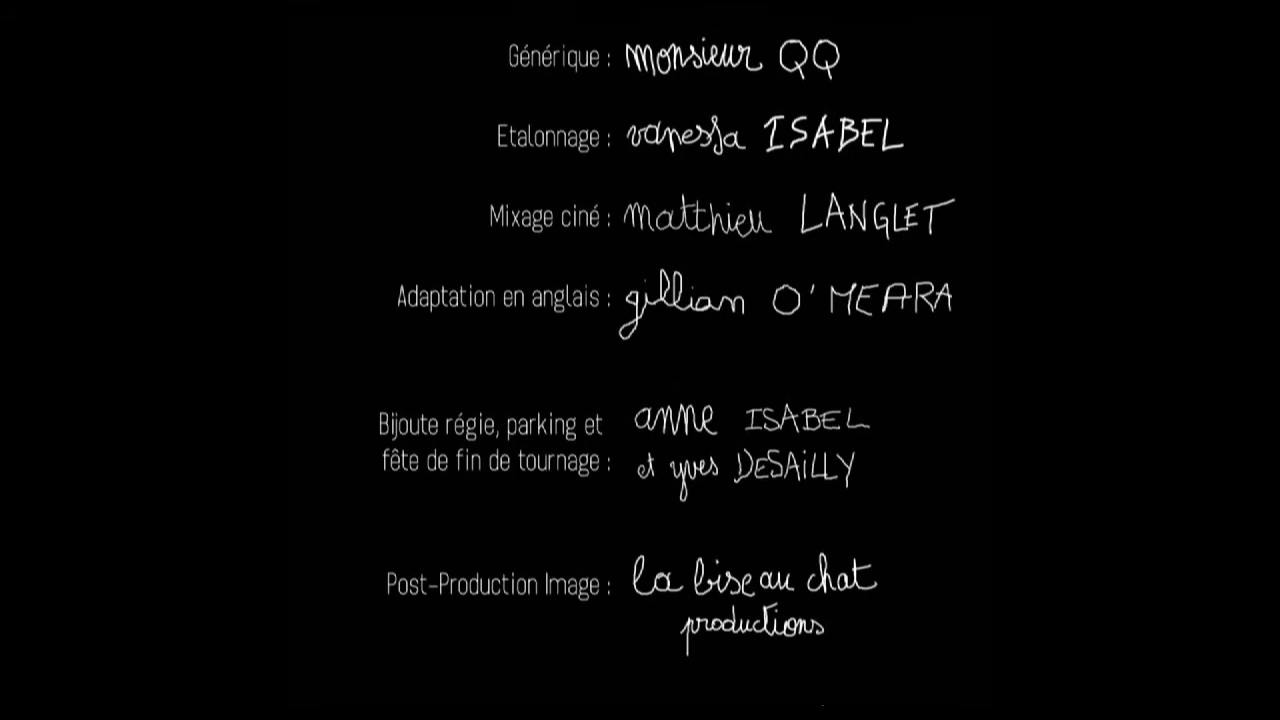 Générique : monsieur QQ
Etalonnage : vanessa ISABEL
Mixage ciné : matthieu LANGLET
Adaptation en anglais : gillian O'MEARA
Bijoute régie, parking et anne ISABEL
fête de fin de tournage : et yves DESAiLLY
Post-Production Image : la bise au chat
productions